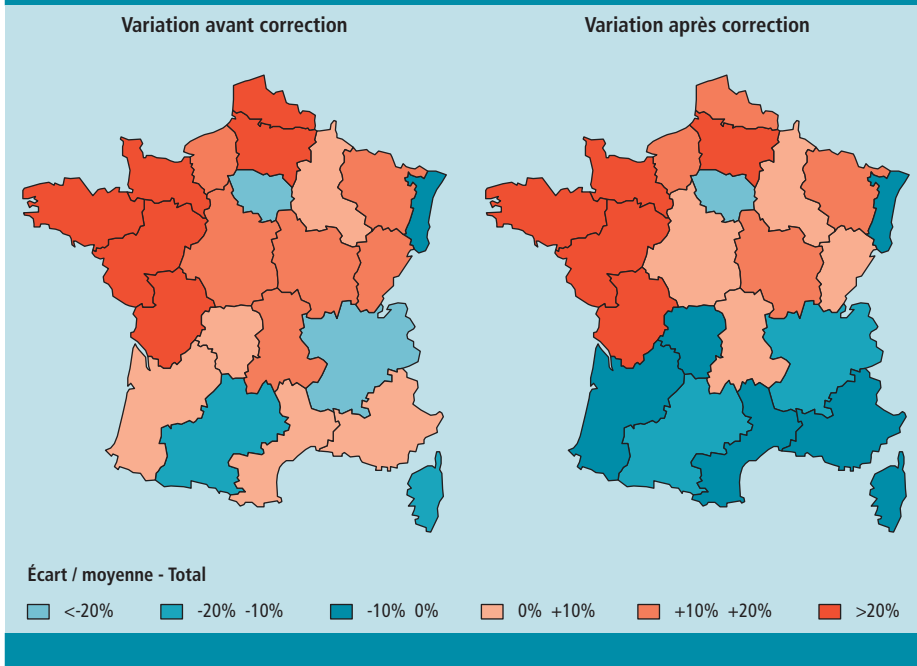 Variation avant correction
Variation après correction
Écart / moyenne - Total
<-20%
-20% -10%
-10% 0%
0% +10%
+10% +20%
>20%